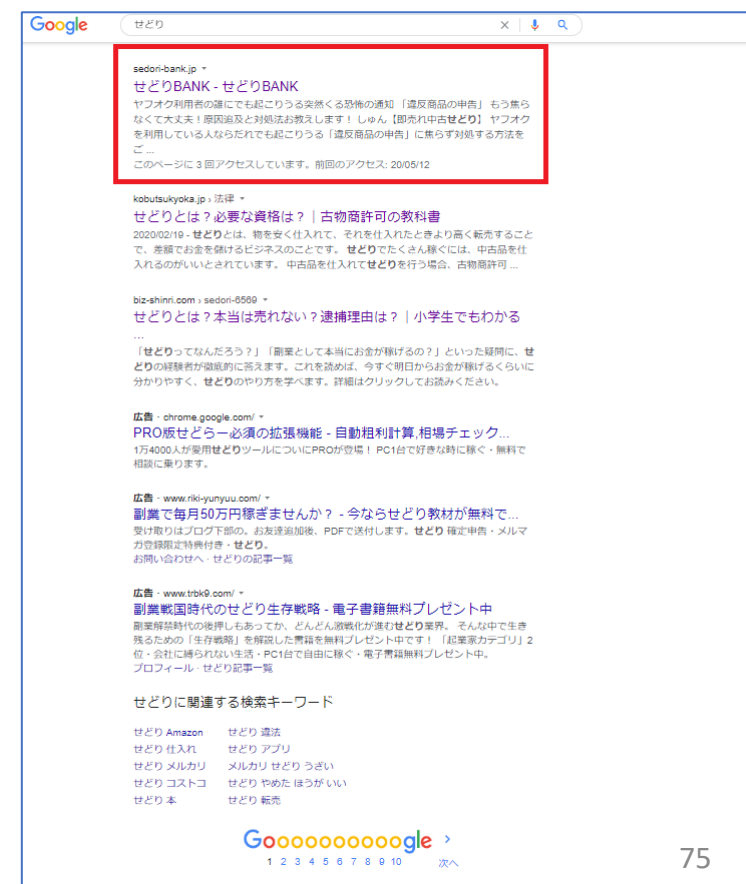 Google
せどり
sedori-bank.jp
せどりBANK - せどりBANK
ヤフオク利用者の誰にでも起こりうる突然くる恐怖の通知 「違反商品の申告」 もう焦ら
なくて大丈夫！原因追及と対処法お教えします！ しゅん【即売れ中古せどり】 ヤフオク
を利用している人ならだれでも起こりうる「違反商品の申告」に焦らず対処する方法を
ご ...
このページに 3 回アクセスしています。前回のアクセス: 20/05/12
kobutsukyoka.jp › 法律
せどりとは？必要な資格は？｜古物商許可の教科書
2020/02/19 - せどりとは、物を安く仕入れて、それを仕入れたときより高く転売すること
で、差額でお金を儲けるビジネスのことです。 せどりでたくさん稼ぐには、中古品を仕
入れるのがいいとされています。 中古品を仕入れてせどりを行う場合、古物商許可 ...
biz-shinri.com › sedori-6569
せどりとは？本当は売れない？逮捕理由は？｜小学生でもわかる
...
「せどりってなんだろう？」「副業として本当にお金が稼げるの？」といった疑問に、せ
どりの経験者が徹底的に答えます。これを読めば、今すぐ明日からお金が稼げるくらいに
分かりやすく、せどりのやり方を学べます。詳細はクリックしてお読みください。
広告 · chrome.google.com/
PRO版せどらー必須の拡張機能 - 自動粗利計算,相場チェック...
1万4000人が愛用せどりツールについにPROが登場！ PC1台で好きな時に稼ぐ・無料で
相談に乗ります。
広告 · www.riki-yunyuu.com/
副業で毎月50万円稼ぎませんか？ - 今ならせどり教材が無料で...
受け取りはブログ下部の。お友達追加後、PDFで送付します。せどり 確定申告・メルマ
ガ登録限定特典付き・せどり。
お問い合わせへ · せどりの記事一覧
広告 · www.trbk9.com/
副業戦国時代のせどり生存戦略 - 電子書籍無料プレゼント中
副業解禁時代の後押しもあってか、どんどん激戦化が進むせどり業界。 そんな中で生き
残るための「生存戦略」を解説した書籍を無料プレゼント中です！ 「起業家カテゴリ」2
位・会社に縛られない生活・PC1台で自由に稼ぐ・電子書籍無料プレゼント中。
プロフィール · せどり記事一覧
せどりに関連する検索キーワード
せどり Amazon せどり 違法
せどり 仕入れ せどり アプリ
せどり メルカリ メルカリ せどり うざい
せどり コストコ せどり やめた ほうが いい
せどり 本 せどり 転売
Goooooooooogle
1 2 3 4 5 6 7 8 9 10 次へ
75